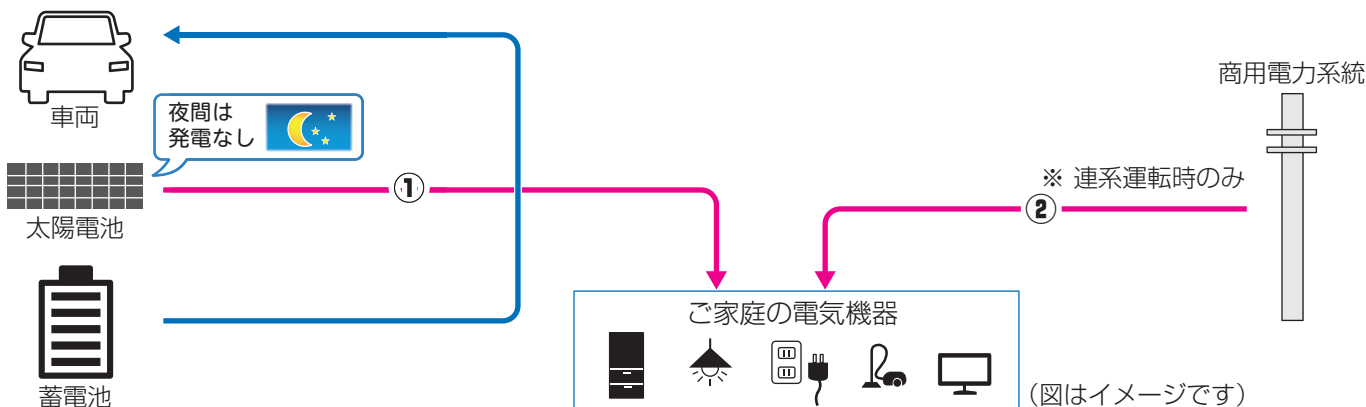 商用電力系統
車両
夜間は
発電なし
① 
※ 連系運転時のみ
②
太陽電池
ご家庭の電気機器
蓄電池
（図はイメージです）